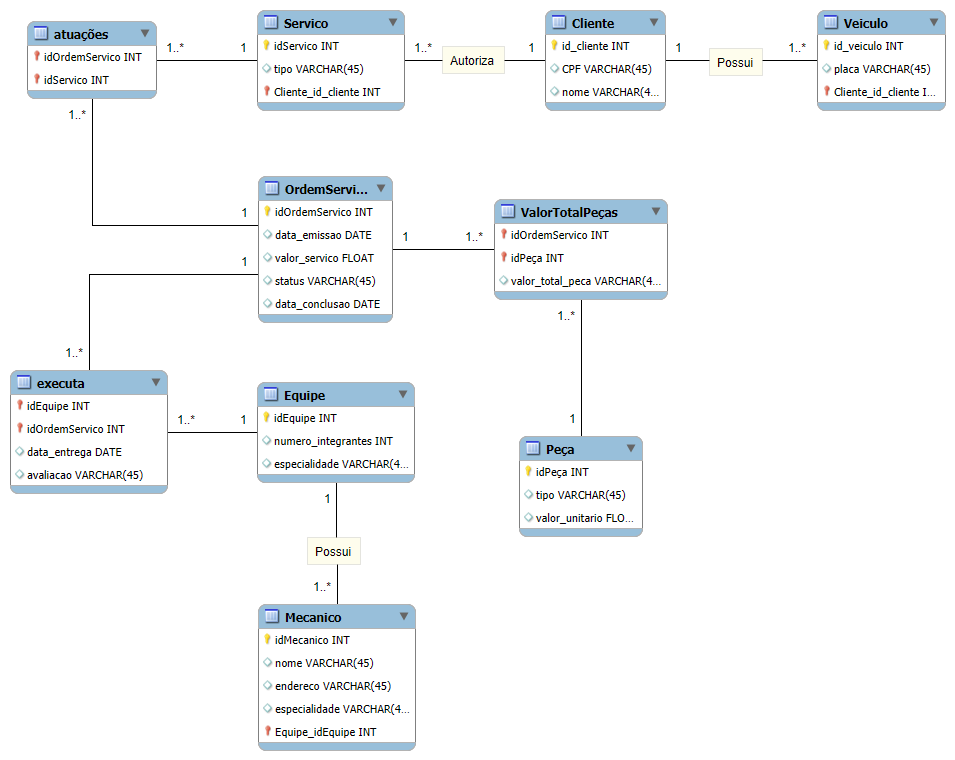 atuações
idOrdemServico INT
idServico INT
1..*
1
Servico
idServico INT
tipo VARCHAR(45)
Cliente_id_cliente INT
1..*
Autoriza
1
Cliente
id_cliente INT
CPF VARCHAR(45)
nome VARCHAR(4...
1
Possui
1..*
Veiculo
id_veiculo INT
placa VARCHAR(45)
Cliente_id_cliente I...
1..*
1
OrdemServi...
idOrdemServico INT
data_emissao DATE
valor_servico FLOAT
status VARCHAR(45)
data_conclusao DATE
1
1..*
ValorTotalPeças
idOrdemServico INT
idPeça INT
valor_total_peca VARCHAR(4...
1..*
1
Peça
idPeça INT
tipo VARCHAR(45)
valor_unitario FLO...
1
1..*
executa
idEquipe INT
idOrdemServico INT
data_entrega DATE
avaliacao VARCHAR(45)
1..*
1
Equipe
idEquipe INT
numero_integrantes INT
especialidade VARCHAR(4...
1
Possui
1..*
Mecanico
idMecanico INT
nome VARCHAR(45)
endereco VARCHAR(45)
especialidade VARCHAR(4...
Equipe_idEquipe INT